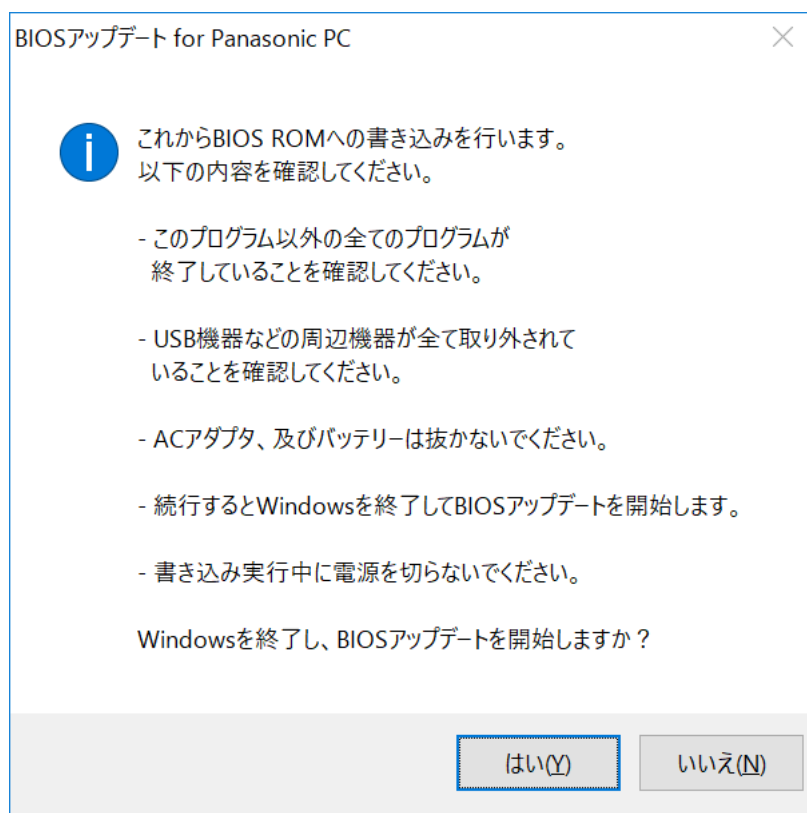 BIOSアップデート for Panasonic PC
これからBIOS ROMへの書き込みを行います。
以下の内容を確認してください。
- このプログラム以外の全てのプログラムが
終了していることを確認してください。
- USB機器などの周辺機器が全て取り外されて
いることを確認してください。
- ACアダプタ、及びバッテリーは抜かないでください。
- 続行するとWindowsを終了してBIOSアップデートを開始します。
- 書き込み実行中に電源を切らないでください。
Windowsを終了し、BIOSアップデートを開始しますか？
はい(Y)
いいえ(N)